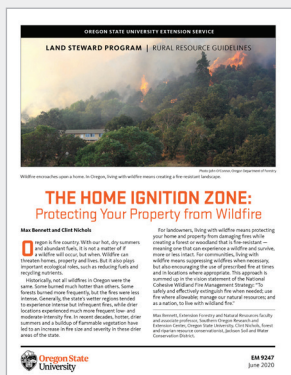 OREGON STATE UNIVERSITY EXTENSION SERVICE
LAND STEWARD PROGRAM | RURAL RESOURCE GUIDELINES
Wildfire encroaches upon a home. In Oregon, living with wildfire means creating a fire-resistant landscape.
THE HOME IGNITION ZONE:
Protecting Your Property from Wildfire
Max Bennett and Clint Nichols
Oregon is fire country. With our hot, dry summers
and abundant fuels, it is not a matter of if
a wildfire will occur, but when. Wildfire can
threaten homes, property and lives. But it also plays
important ecological roles, such as reducing fuels and
recycling nutrients.
Historically, not all wildfires in Oregon were the
same. Some burned much hotter than others. Some
forests burned more frequently, but the fires were less
intense. Generally, the state's wetter regions tended
to experience intense but infrequent fires, while drier
locations experienced much more frequent low- and
moderate-intensity fire. In recent decades, hotter, drier
summers and a buildup of flammable vegetation have
led to an increase in fire size and severity in these drier
areas of the state.
For landowners, living with wildfire means protecting
your home and property from damaging fires while
creating a forest or woodland that is fire-resistant —
meaning one that can experience a wildfire and survive,
more or less intact. For communities, living with
wildfire means suppressing wildfires when necessary,
but also encouraging the use of prescribed fire at times
and in locations where appropriate. This approach is
summed up in the vision statement of the National
Cohesive Wildland Fire Management Strategy: "To
safely and effectively extinguish fire when needed; use
fire where allowable; manage our natural resources; and
as a nation, to live with wildland fire."
Max Bennett, Extension Forestry and Natural Resources faculty
and associate professor, Southern Oregon Research and
Extension Center, Oregon State University. Clint Nichols, forest
and riparian resource conservationist, Jackson Soil and Water
Conservation District.
Oregon State
University
EM 9247
June 2020